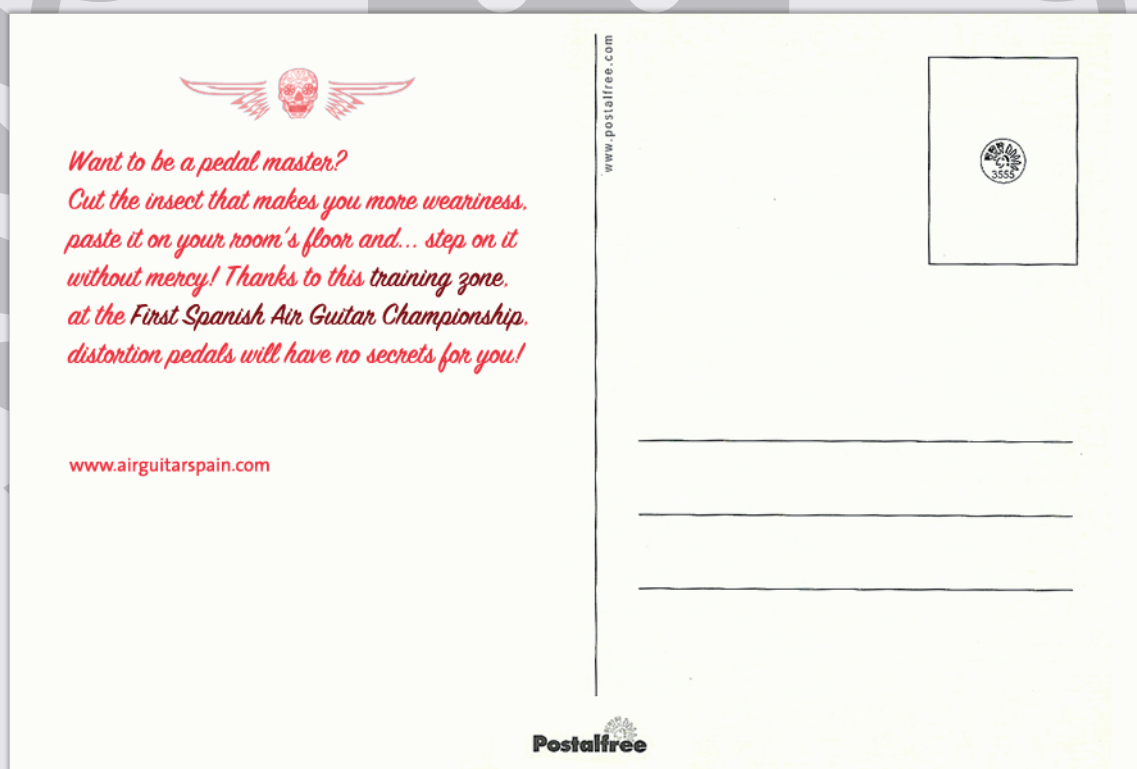 Want to be a pedal master?
Cut the insect that makes you more weariness,
paste it on your room's floor and... step on it
without mercy! Thanks to this training zone,
at the First Spanish Air Guitar Championship,
distortion pedals will have no secrets for you!
www.airguitarspain.com
www.postalfree.com
3555
Postalfree